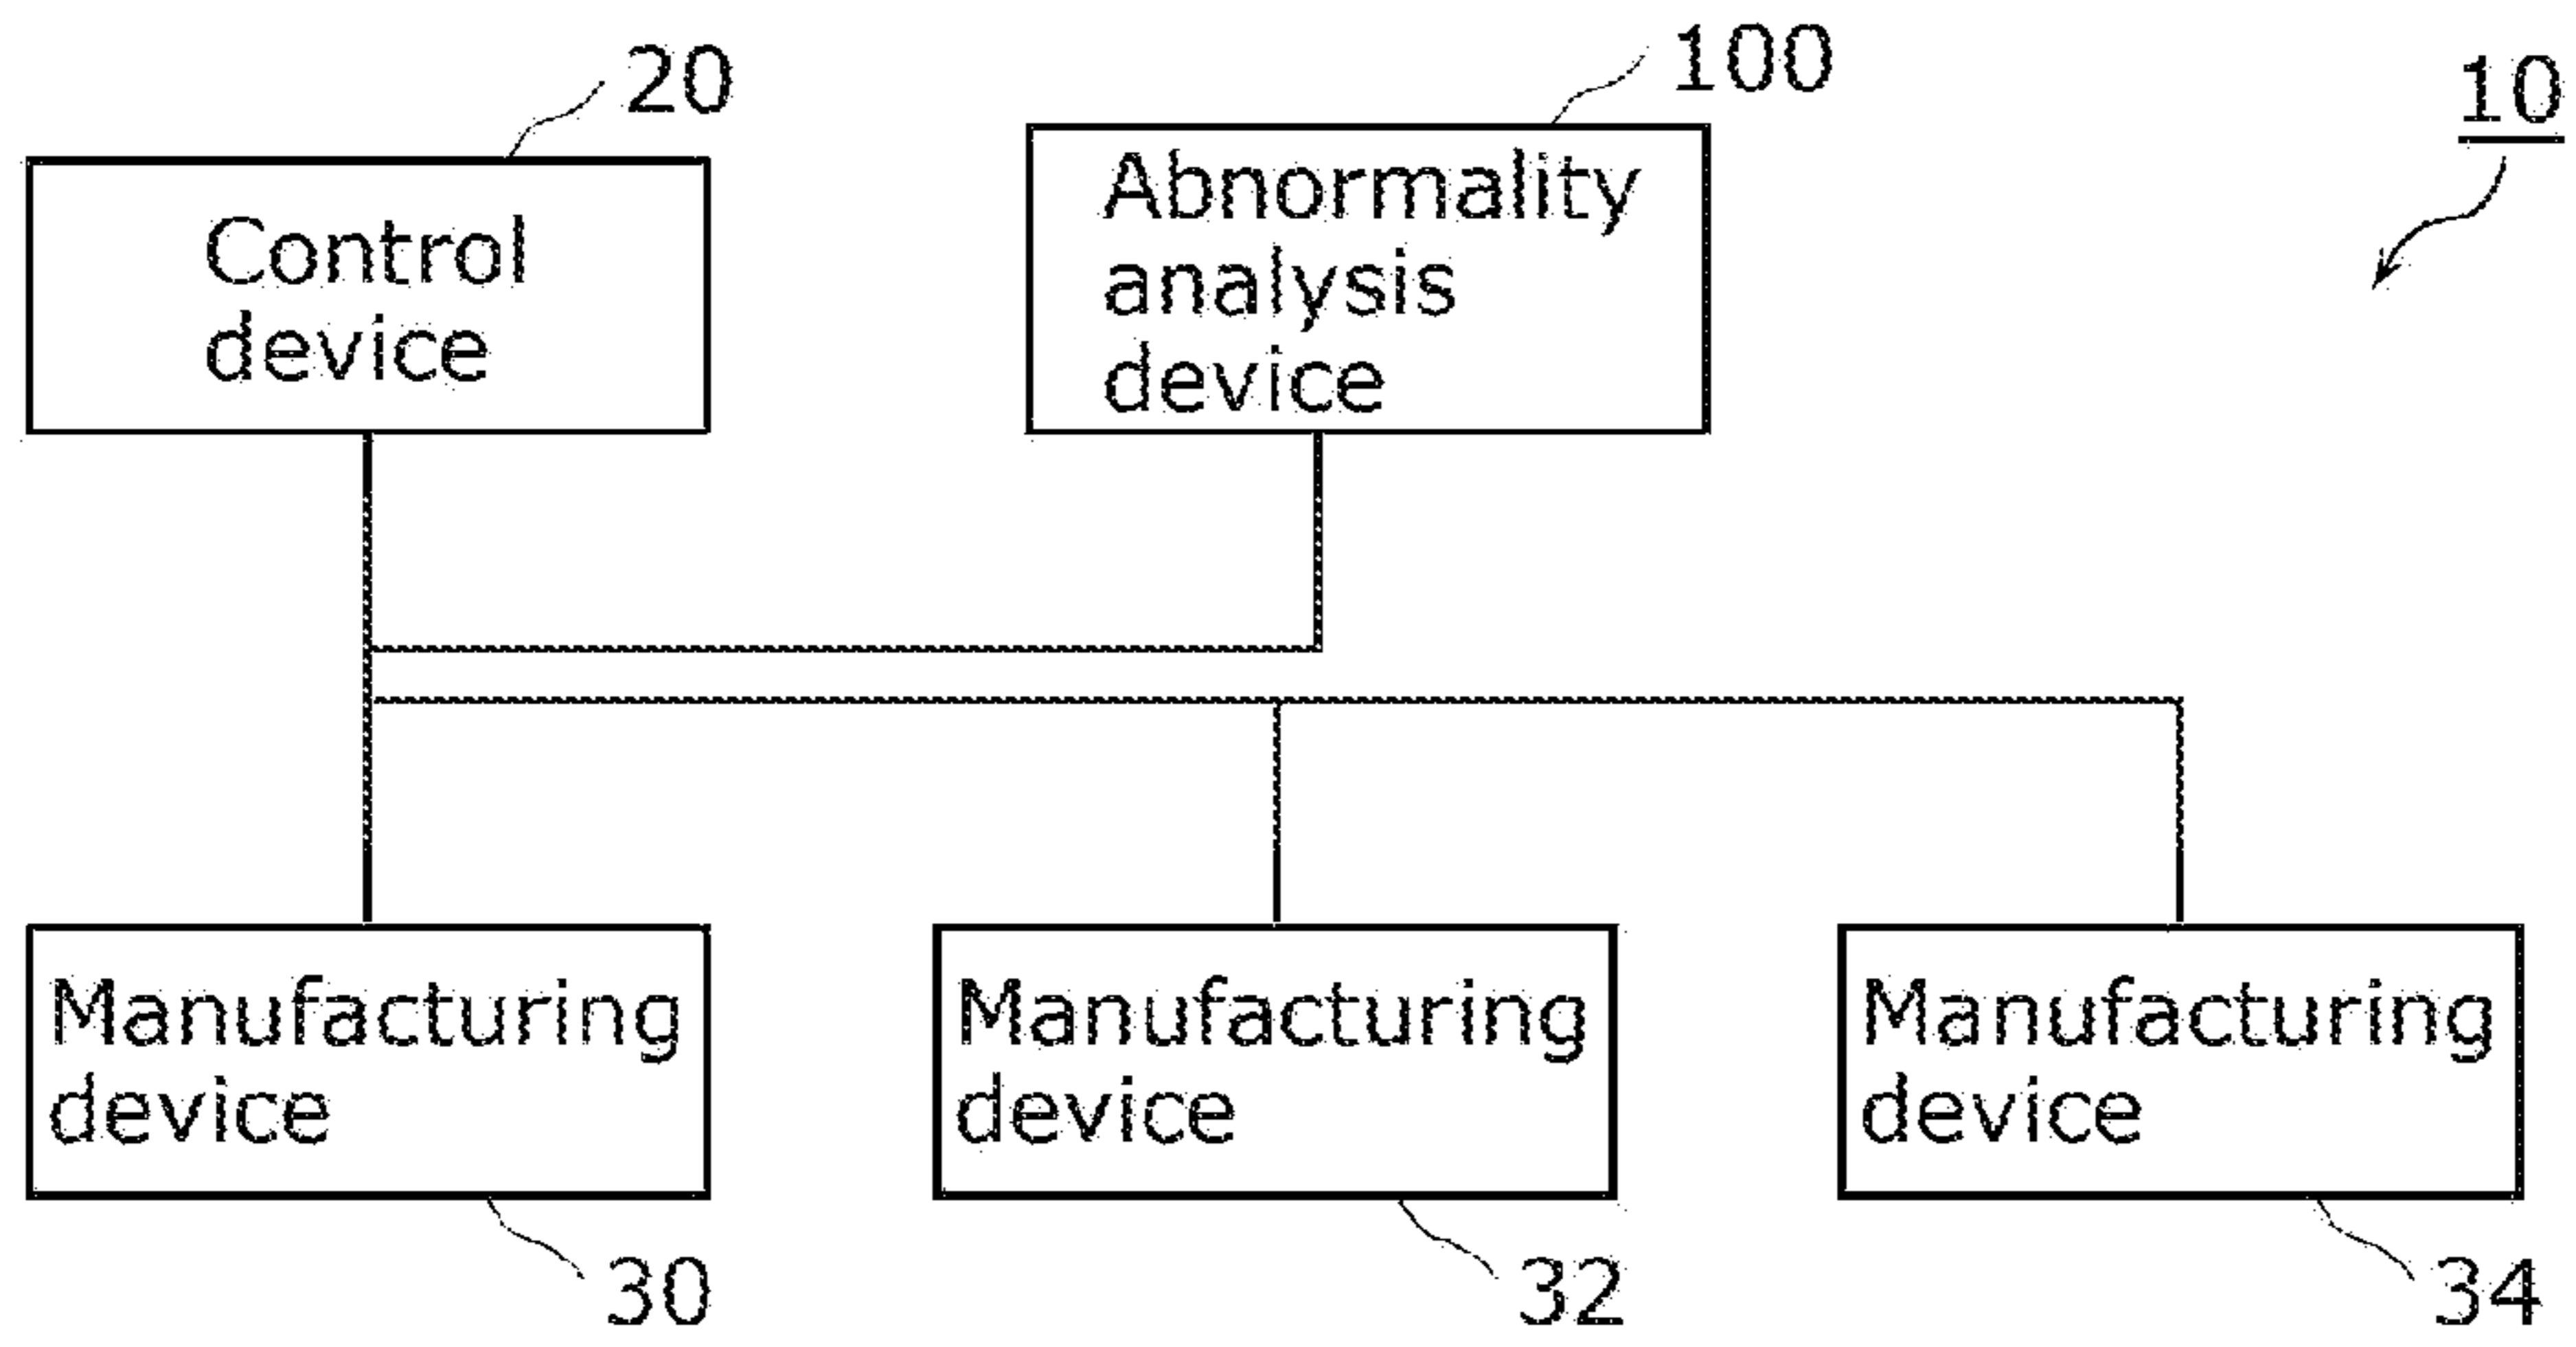 20
100
10
Control
device
Abnormality
analysis
device
Manufacturing
device
Manufacturing
device
Manufacturing
device
30
32
34